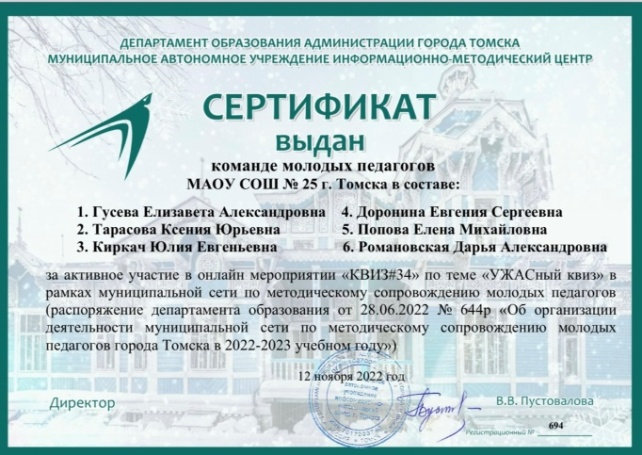 ДЕПАРТАМЕНТ ОБРАЗОВАНИЯ АДМИНИСТРАЦИИ ГОРОДА ТОМСКА
МУНИЦИПАЛЬНОЕ АВТОНОМНОЕ УЧРЕЖДЕНИЕ ИНФОРМАЦИОННО-МЕТОДИЧЕСКИЙ ЦЕНТР
СЕРТИФИКАТ
выдан
команде молодых педагогов
МАОУ СОШ № 25 г. Томска в составе:
1. Гусева Елизавета Александровна
2. Тарасова Ксения Юрьевна
3. Киркач Юлия Евгеньевна
4. Доронина Евгения Сергеевна
5. Попова Елена Михайловна
6. Романовская Дарья Александровна
за активное участие в онлайн мероприятии «КВИЗ#34» по теме «УЖАСный квиз» в
рамках муниципальной сети по методическому сопровождению молодых педагогов
(распоряжение департамента образования от 28.06.2022 № 644р «Об организации
деятельности муниципальной сети по методическому сопровождению молодых
педагогов города Томска в 2022-2023 учебном году»)
12 ноября 2022 год
Директор
В.В. Пустовалова
694
Регистрационный №